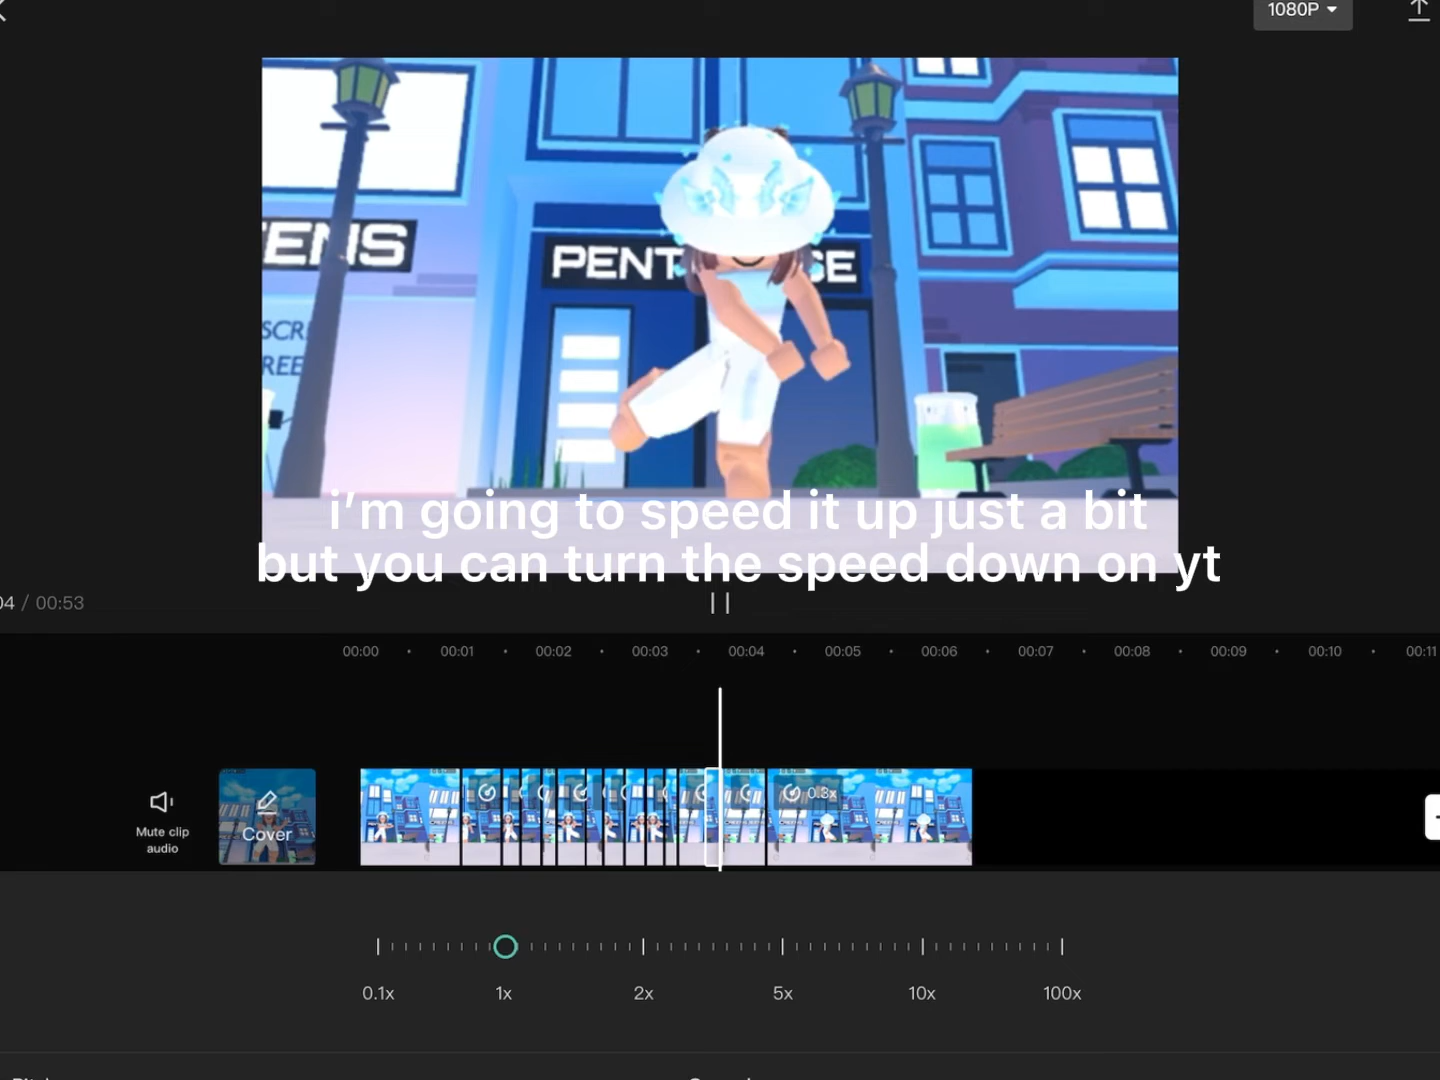 1080P
ENS
PENT
SE
SCR
REE
i'm going to speed it up just a bit
but you can turn the speed down on yt
04 / 00:53
00:00 00:01 00:02 00:03 00:04 00:05 00:06 00:07 00:08 00:09 00:10 00:11
Mute clip
audio
Cover
0.3x
0.1x 1x 2x 5x 10x 100x